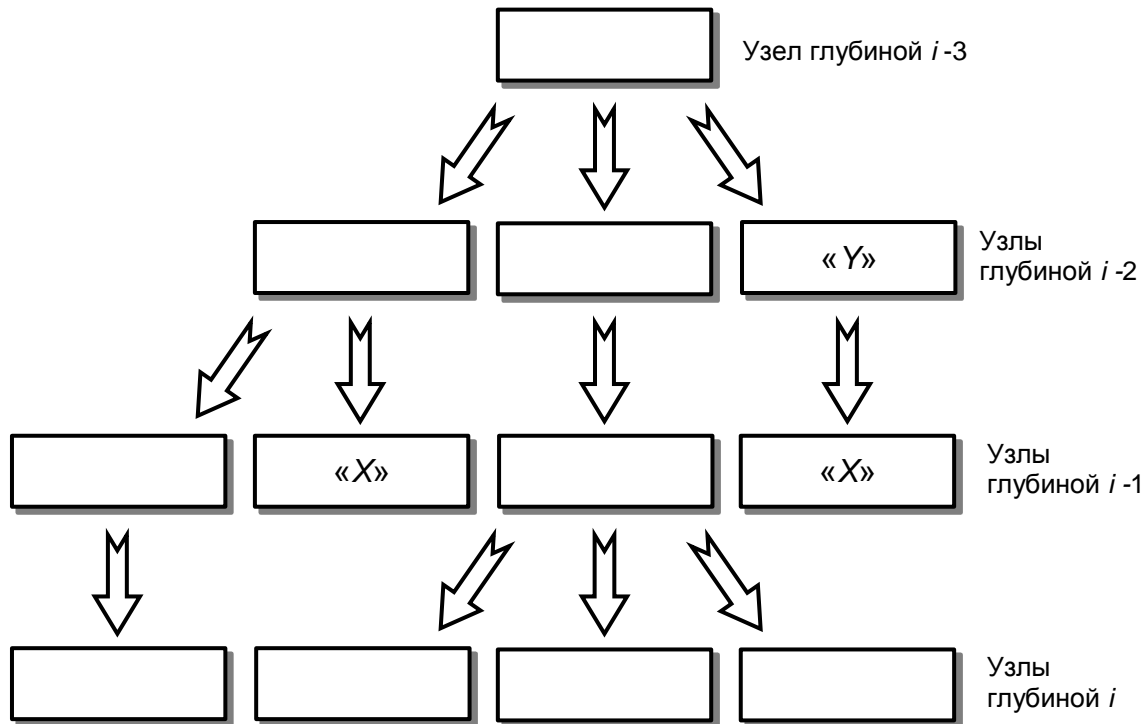 Узел глубиной i -3
Узлы
глубиной i -2
«Y»
Узлы
глубиной i -1
«X»
«X»
Узлы
глубиной i